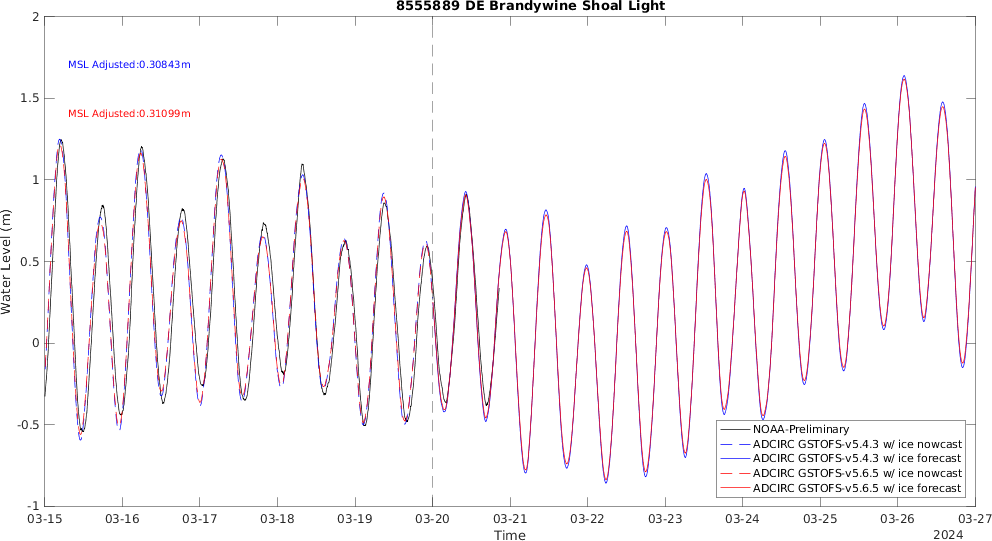 8555889 DE Brandywine Shoal Light
MSL Adjusted:0.30843m
MSL Adjusted:0.31099m
Water Level (m)
2
1.5
1
0.5
0
-0.5
-1
NOAA-Preliminary
ADCIRC GSTOFS-v5.4.3 w/ ice nowcast
ADCIRC GSTOFS-v5.4.3 w/ ice forecast
ADCIRC GSTOFS-v5.6.5 w/ ice nowcast
ADCIRC GSTOFS-v5.6.5 w/ ice forecast
03-15 03-16 03-17 03-18 03-19 03-20 03-21 03-22 03-23 03-24 03-25 03-26 03-27
Time
2024